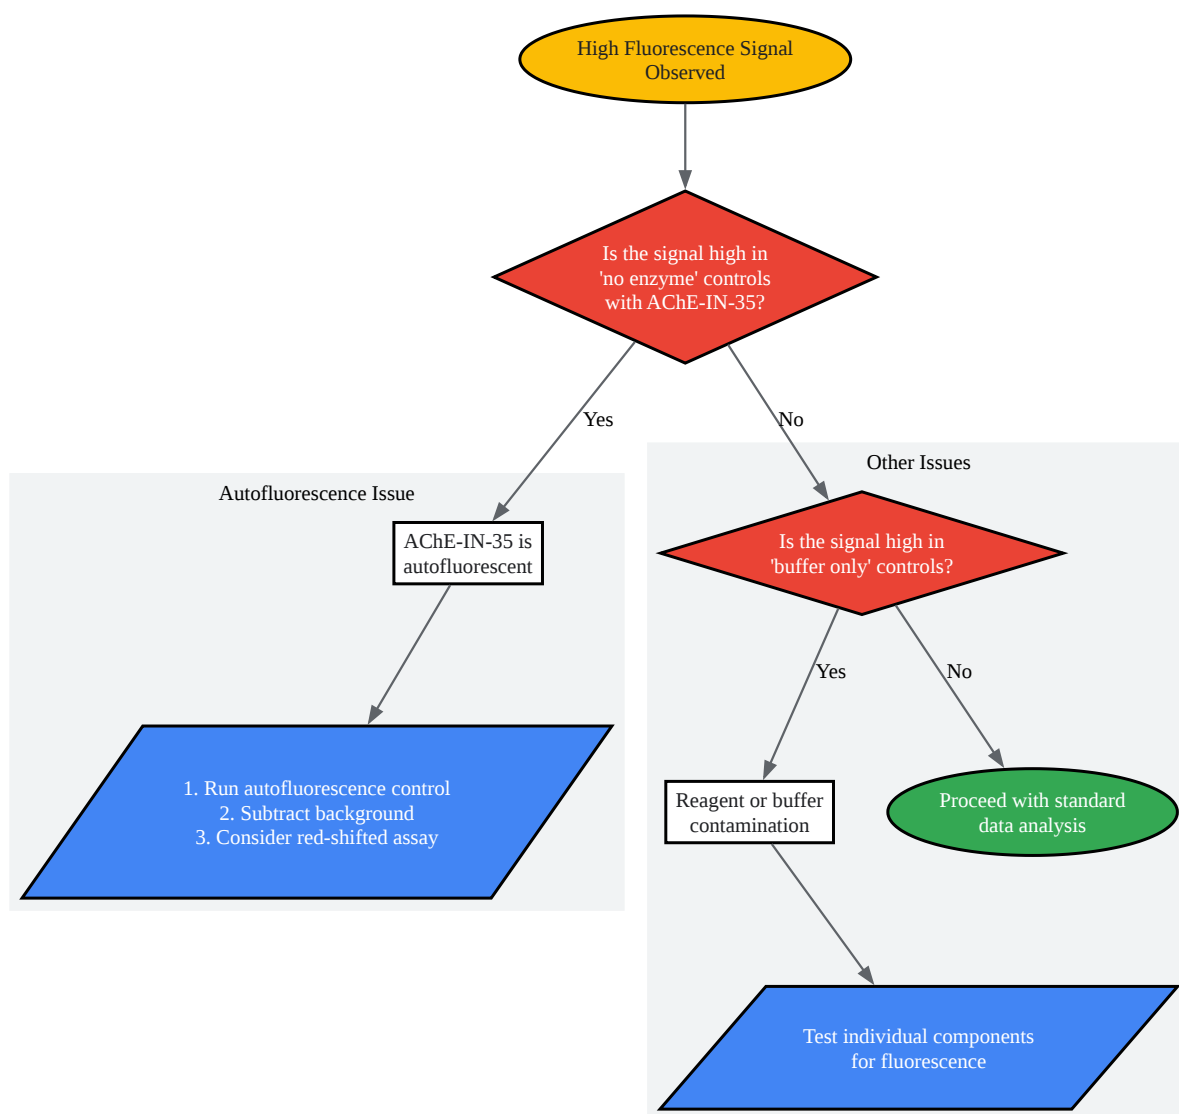 High Fluorescence Signal
Observed
Is the signal high in
'no enzyme' controls
with AChE-IN-35?
Yes
No
Autofluorescence Issue
AChE-IN-35 is
autofluorescent
1. Run autofluorescence control
2. Subtract background
3. Consider red-shifted assay
Other Issues
Is the signal high in
'buffer only' controls?
Yes
No
Reagent or buffer
contamination
Proceed with standard
data analysis
Test individual components
for fluorescence